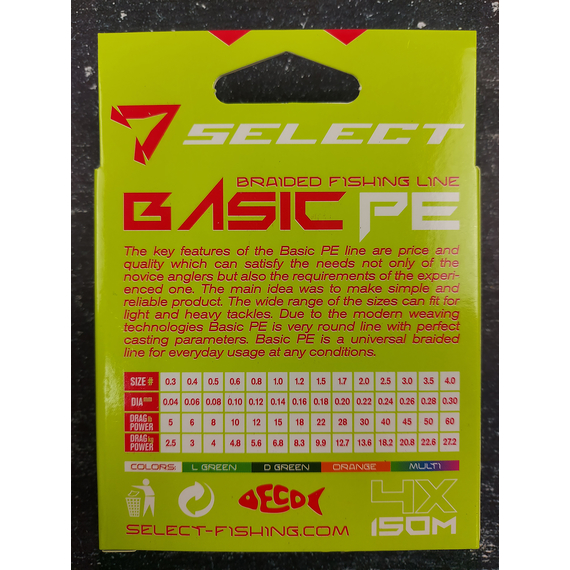 SELECT
BRAIDED FISHING LINE
BASIC PE
The key features of the Basic PE line are price and
quality which can satisfy the needs not only of the
novice anglers but also the requirements of the experi-
enced one. The main idea was to make simple and
reliable product. The wide range of the sizes can fit for
light and heavy tackles. Due to the modern weaving
technologies Basic PE is very round line with perfect
casting parameters. Basic PE is a universal braided
line for everyday usage at any conditions.
SIZE # 0.3 0.4 0.5 0.6 0.8 1.0 1.2 1.5 1.7 2.0 2.5 3.0 3.5 4.0
DIA mm 0.04 0.06 0.08 0.10 0.12 0.14 0.16 0.18 0.20 0.22 0.24 0.26 0.28 0.30
DRAG lb POWER 5 6 8 10 12 15 18 22 28 30 40 45 50 60
DRAG kg POWER 2.5 3 4 4.8 5.6 6.8 8.3 9.9 12.7 13.6 18.2 20.8 22.6 27.2
COLORS: L GREEN D GREEN ORANGE MULTI
ECO
4X
150M
SELECT-FISHING.COM